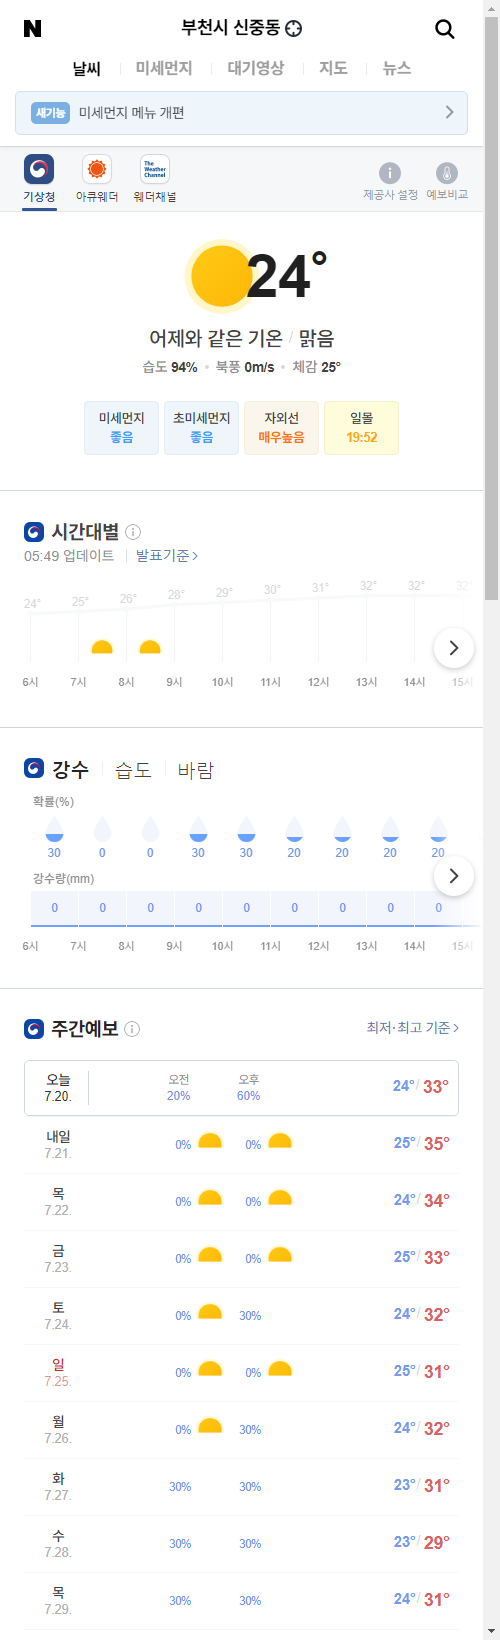 N
부천시 신중동
날씨 미세먼지 대기영상 지도 뉴스
새기능 미세먼지 메뉴 개편
The Weather Channel
기상청 아큐웨더 웨더채널 제공사 설정 예보비교
24°
어제와 같은 기온 / 맑음
습도 94% 북풍 0m/s 체감 25°
미세먼지 초미세먼지 자외선 일몰
좋음 좋음 매우높음 19:52
시간대별
05:49 업데이트 발표기준
24° 25° 26° 28° 29° 30° 31° 32° 32° 32°
6시 7시 8시 9시 10시 11시 12시 13시 14시 15시
강수 습도 바람
확률(%)
30 0 0 30 30 20 20 20 20
강수량(mm)
0 0 0 0 0 0 0 0 0
6시 7시 8시 9시 10시 11시 12시 13시 14시 15시
주간예보 최저·최고 기준
오늘 오전 오후
7.20. 20% 60% 24°/ 33°
내일
7.21. 0% 0% 25°/ 35°
목
7.22. 0% 0% 24°/ 34°
금
7.23. 0% 0% 25°/ 33°
토
7.24. 0% 30% 24°/ 32°
일
7.25. 0% 0% 25°/ 31°
월
7.26. 0% 30% 24°/ 32°
화
7.27. 30% 30% 23°/ 31°
수
7.28. 30% 30% 23°/ 29°
목
7.29. 30% 30% 24°/ 31°